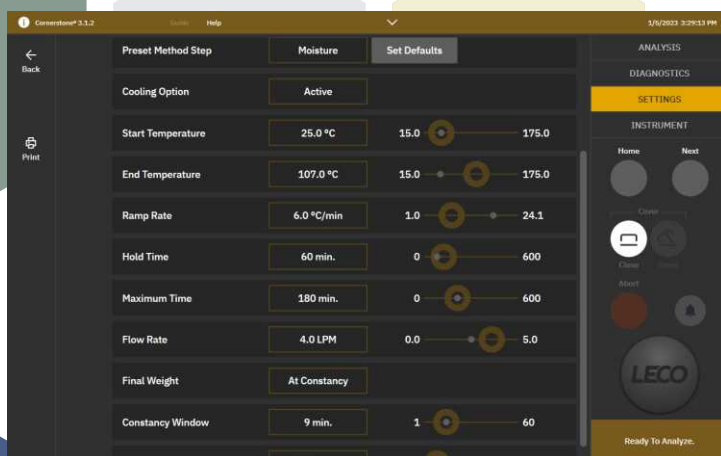 Cornerstone® 3.1.2
Guide
Help
1/5/2023 3:29:13 PM
Back
Print
Preset Method Step Moisture Set Defaults
Cooling Option Active
Start Temperature 25.0 °C 15.0 175.0
End Temperature 107.0 °C 15.0 175.0
Ramp Rate 6.0 °C/min 1.0 24.1
Hold Time 60 min. 0 600
Maximum Time 180 min. 0 600
Flow Rate 4.0 LPM 0.0 5.0
Final Weight At Constancy
Constancy Window 9 min. 1 60
ANALYSIS
DIAGNOSTICS
SETTINGS
INSTRUMENT
Home Next
Cover
Close
Abort
LECO
Ready To Analyze.